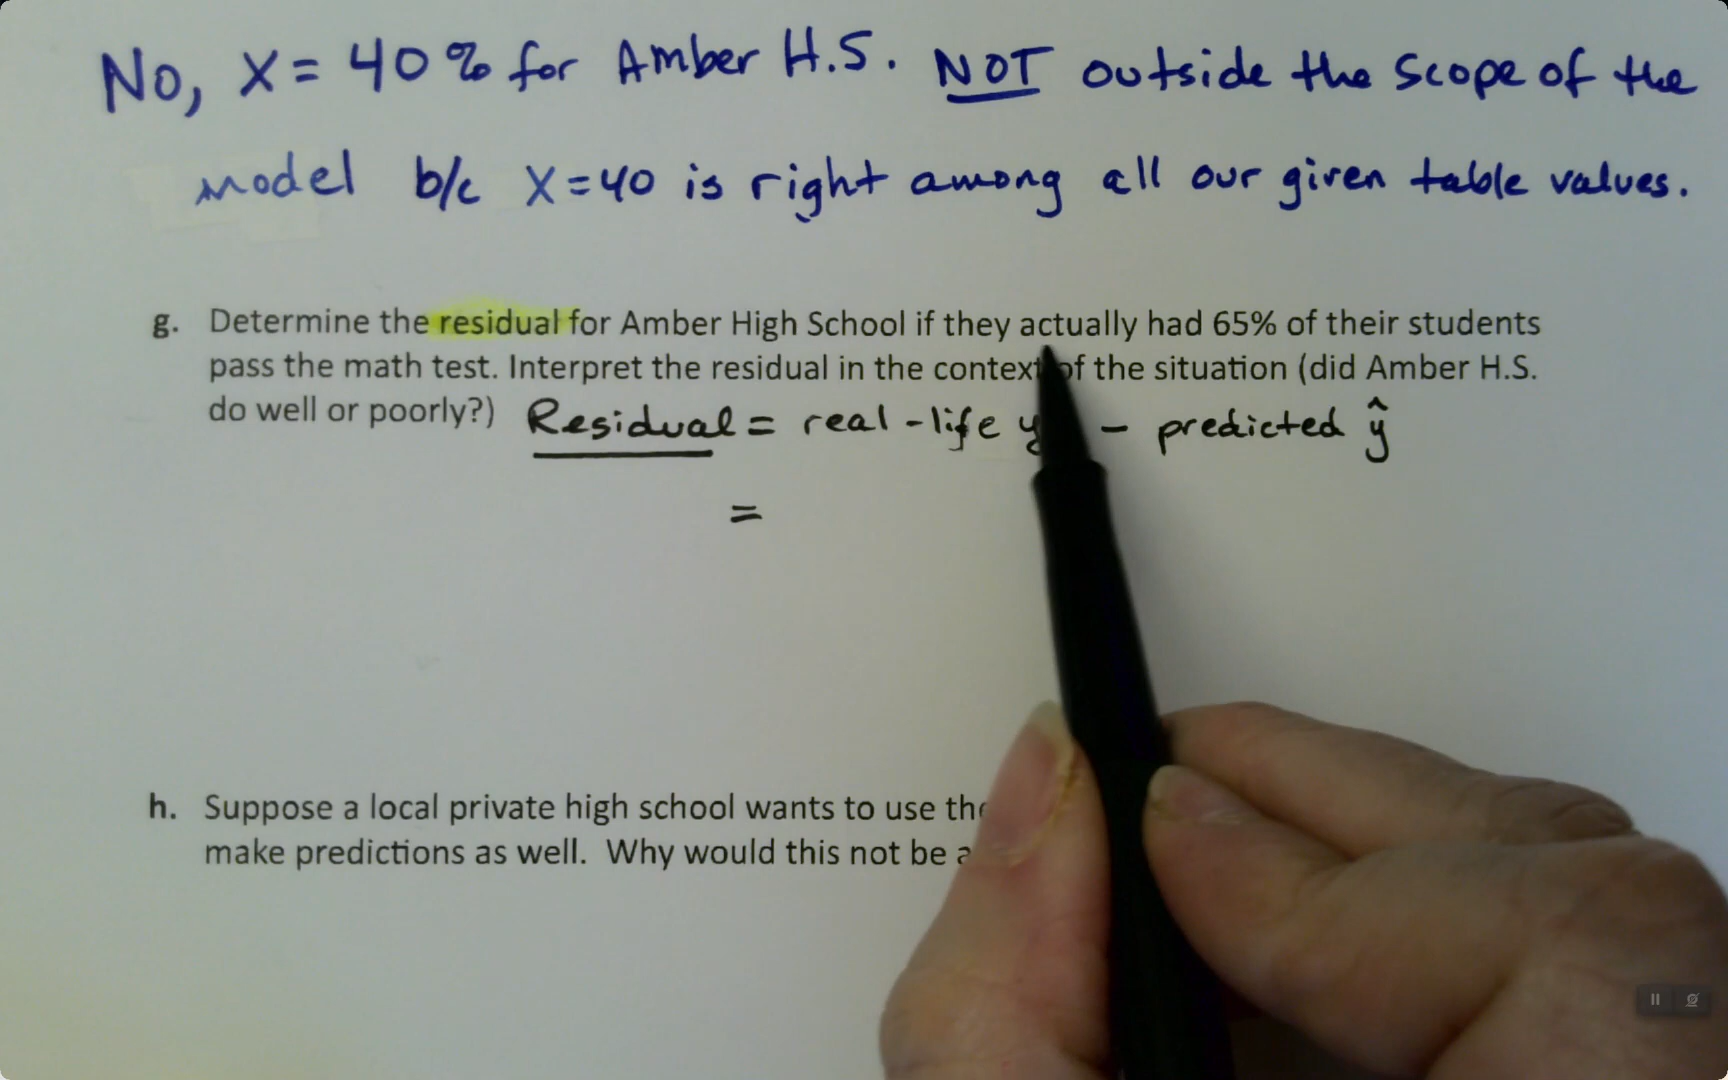 No, X = 40% for Amber H.S. NOT outside the scope of the
model b/c X=40 is right among all our given table values.
g. Determine the residual for Amber High School if they actually had 65% of their students
pass the math test. Interpret the residual in the context of the situation (did Amber H.S.
do well or poorly?) Residual = real-life y - predicted ŷ
=
h. Suppose a local private high school wants to use
make predictions as well. Why would this not be